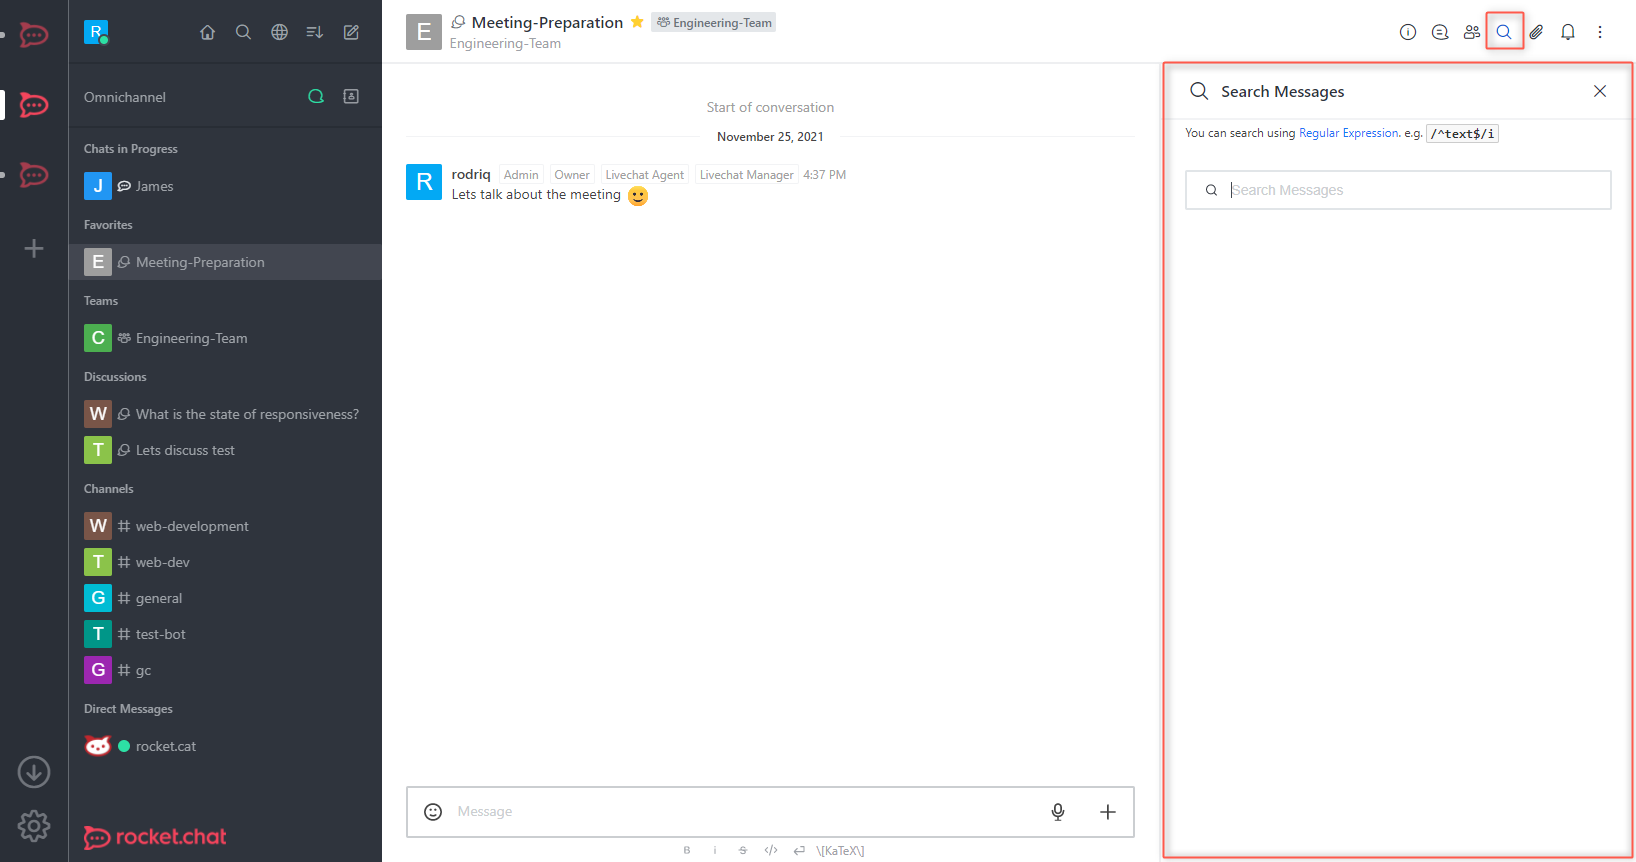 R
Omnichannel
Chats in Progress
J James
Favorites
E Meeting-Preparation
Teams
C Engineering-Team
Discussions
W What is the state of responsiveness?
T Lets discuss test
Channels
W web-development
T web-dev
G general
T test-bot
G gc
Direct Messages
rocket.cat
rocket.chat
E Meeting-Preparation Engineering-Team
Engineering-Team
Start of conversation
November 25, 2021
R rodriq Admin Owner Livechat Agent Livechat Manager 4:37 PM
Lets talk about the meeting
Message
B i S </> \[KaTeX\]
Search Messages
You can search using Regular Expression. e.g. /^text$/i
Search Messages